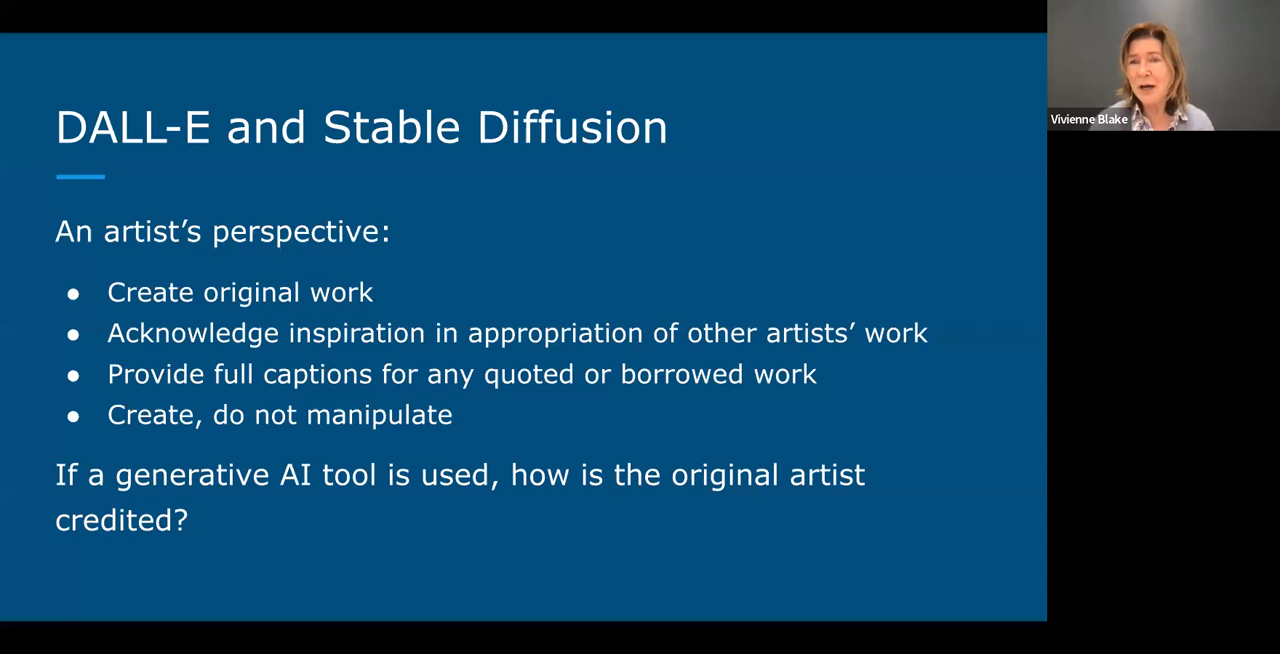 DALL-E and Stable Diffusion
An artist’s perspective:
● Create original work
● Acknowledge inspiration in appropriation of other artists’ work
● Provide full captions for any quoted or borrowed work
● Create, do not manipulate
If a generative AI tool is used, how is the original artist
credited?
Vivienne Blake